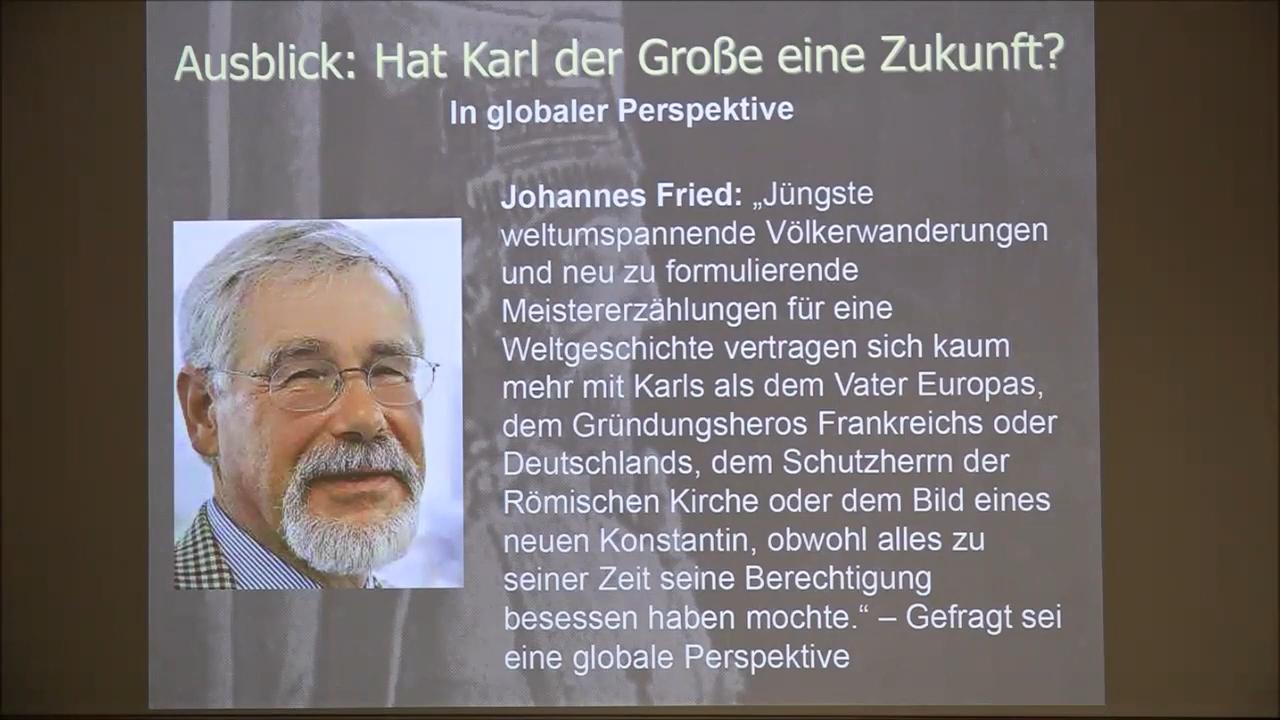 Ausblick: Hat Karl der Große eine Zukunft?
In globaler Perspektive
Johannes Fried: „Jüngste
weltumspannende Völkerwanderungen
und neu zu formulierende
Meistererzählungen für eine
Weltgeschichte vertragen sich kaum
mehr mit Karls als dem Vater Europas,
dem Gründungsheros Frankreichs oder
Deutschlands, dem Schutzherrn der
Römischen Kirche oder dem Bild eines
neuen Konstantin, obwohl alles zu
seiner Zeit seine Berechtigung
besessen haben mochte.“ – Gefragt sei
eine globale Perspektive